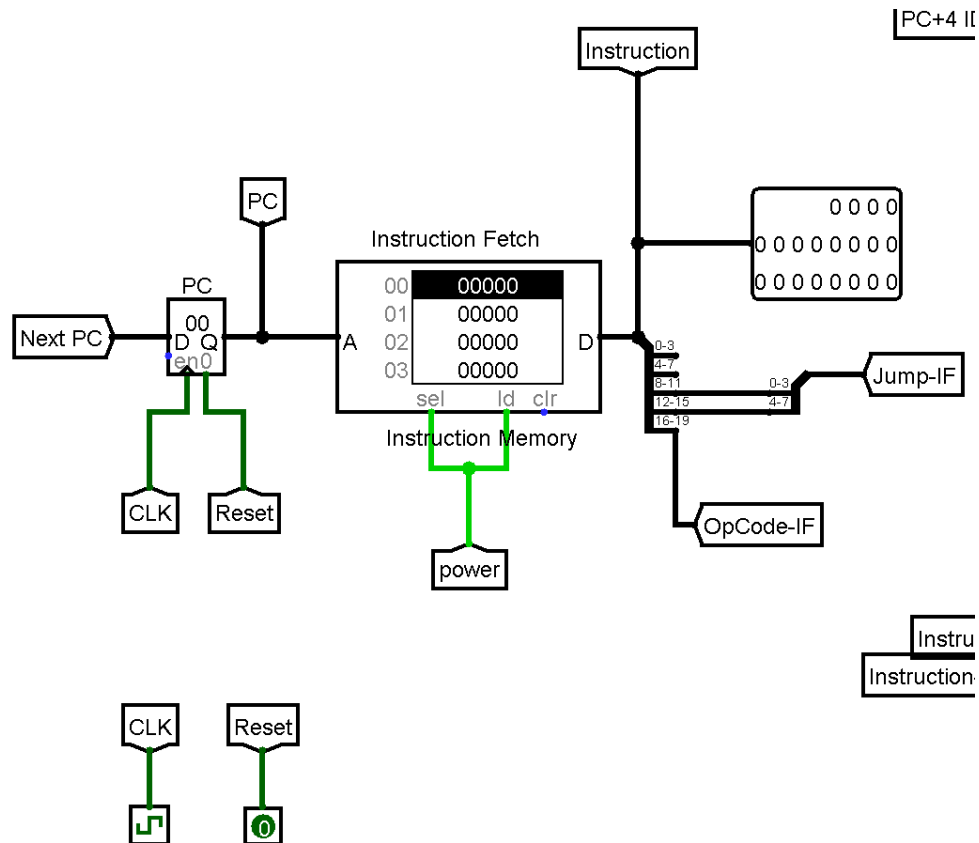 PC+4 ID
Instruction
PC
0 0 0 0
0 0 0 0 0 0 0 0
0 0 0 0 0 0 0 0
Instruction Fetch
PC
00
D Q
en0
Next PC
00 00000
01 00000
02 00000
03 00000
A
D
sel ld clr
Instruction Memory
0-3
4-7
8-11
12-15
16-19
0-3
4-7
Jump-IF
OpCode-IF
CLK
Reset
power
Instru
Instruction-
CLK
Reset
0